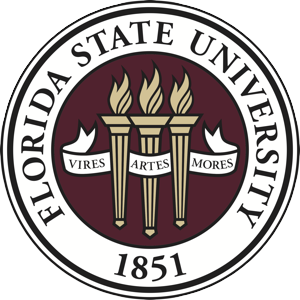 FLORIDA STATE UNIVERSITY
VIRES ARTES MORES
1851